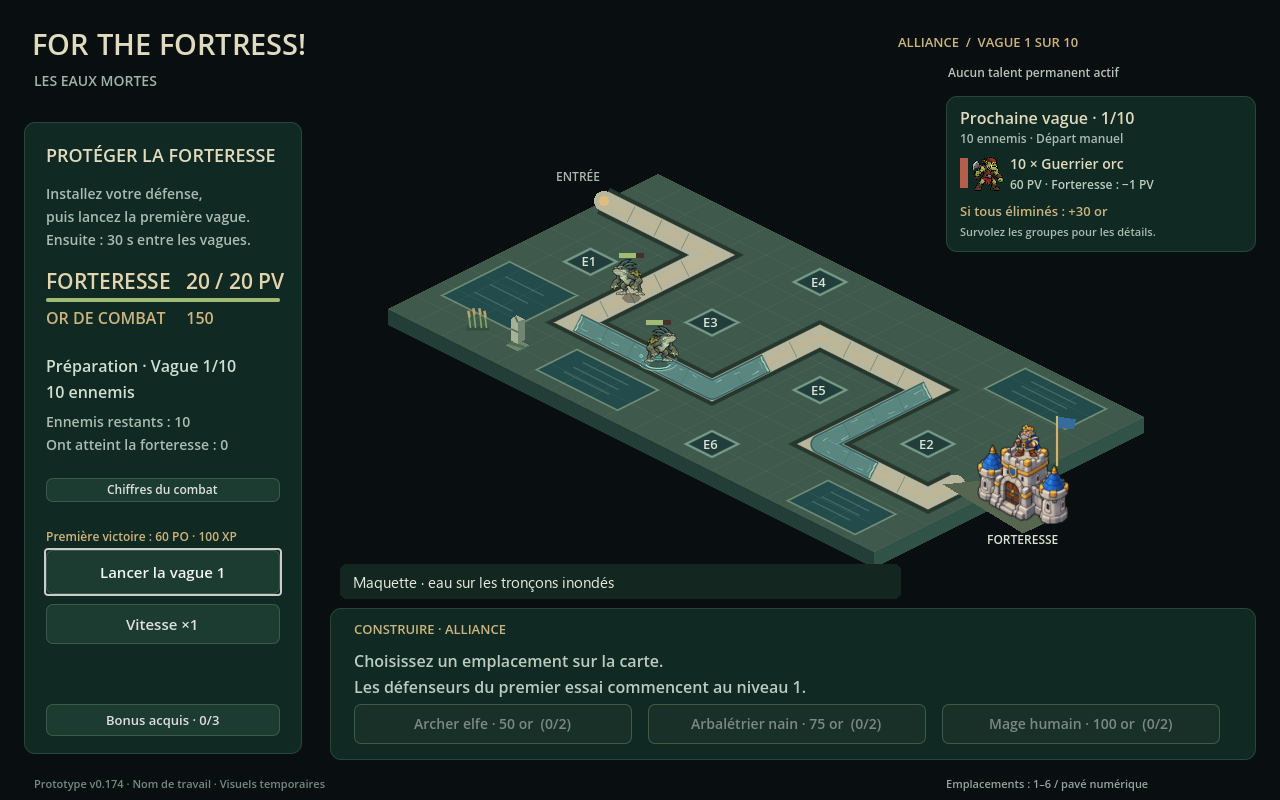 FOR THE FORTRESS!
LES EAUX MORTES
ALLIANCE / VAGUE 1 SUR 10
Aucun talent permanent actif
Prochaine vague · 1/10
10 ennemis · Départ manuel
10 × Guerrier orc
60 PV · Forteresse : −1 PV
Si tous éliminés : +30 or
Survolez les groupes pour les détails.
PROTÉGER LA FORTERESSE
Installez votre défense,
puis lancez la première vague.
Ensuite : 30 s entre les vagues.
FORTERESSE 20 / 20 PV
OR DE COMBAT 150
Préparation · Vague 1/10
10 ennemis
Ennemis restants : 10
Ont atteint la forteresse : 0
Chiffres du combat
Première victoire : 60 PO · 100 XP
Lancer la vague 1
Vitesse ×1
Bonus acquis · 0/3
ENTRÉE
E1
E4
E3
E5
E6
E2
FORTERESSE
Maquette · eau sur les tronçons inondés
CONSTRUIRE · ALLIANCE
Choisissez un emplacement sur la carte.
Les défenseurs du premier essai commencent au niveau 1.
Archer elfe · 50 or (0/2)
Arbalétrier nain · 75 or (0/2)
Mage humain · 100 or (0/2)
Prototype v0.174 · Nom de travail · Visuels temporaires
Emplacements : 1–6 / pavé numérique